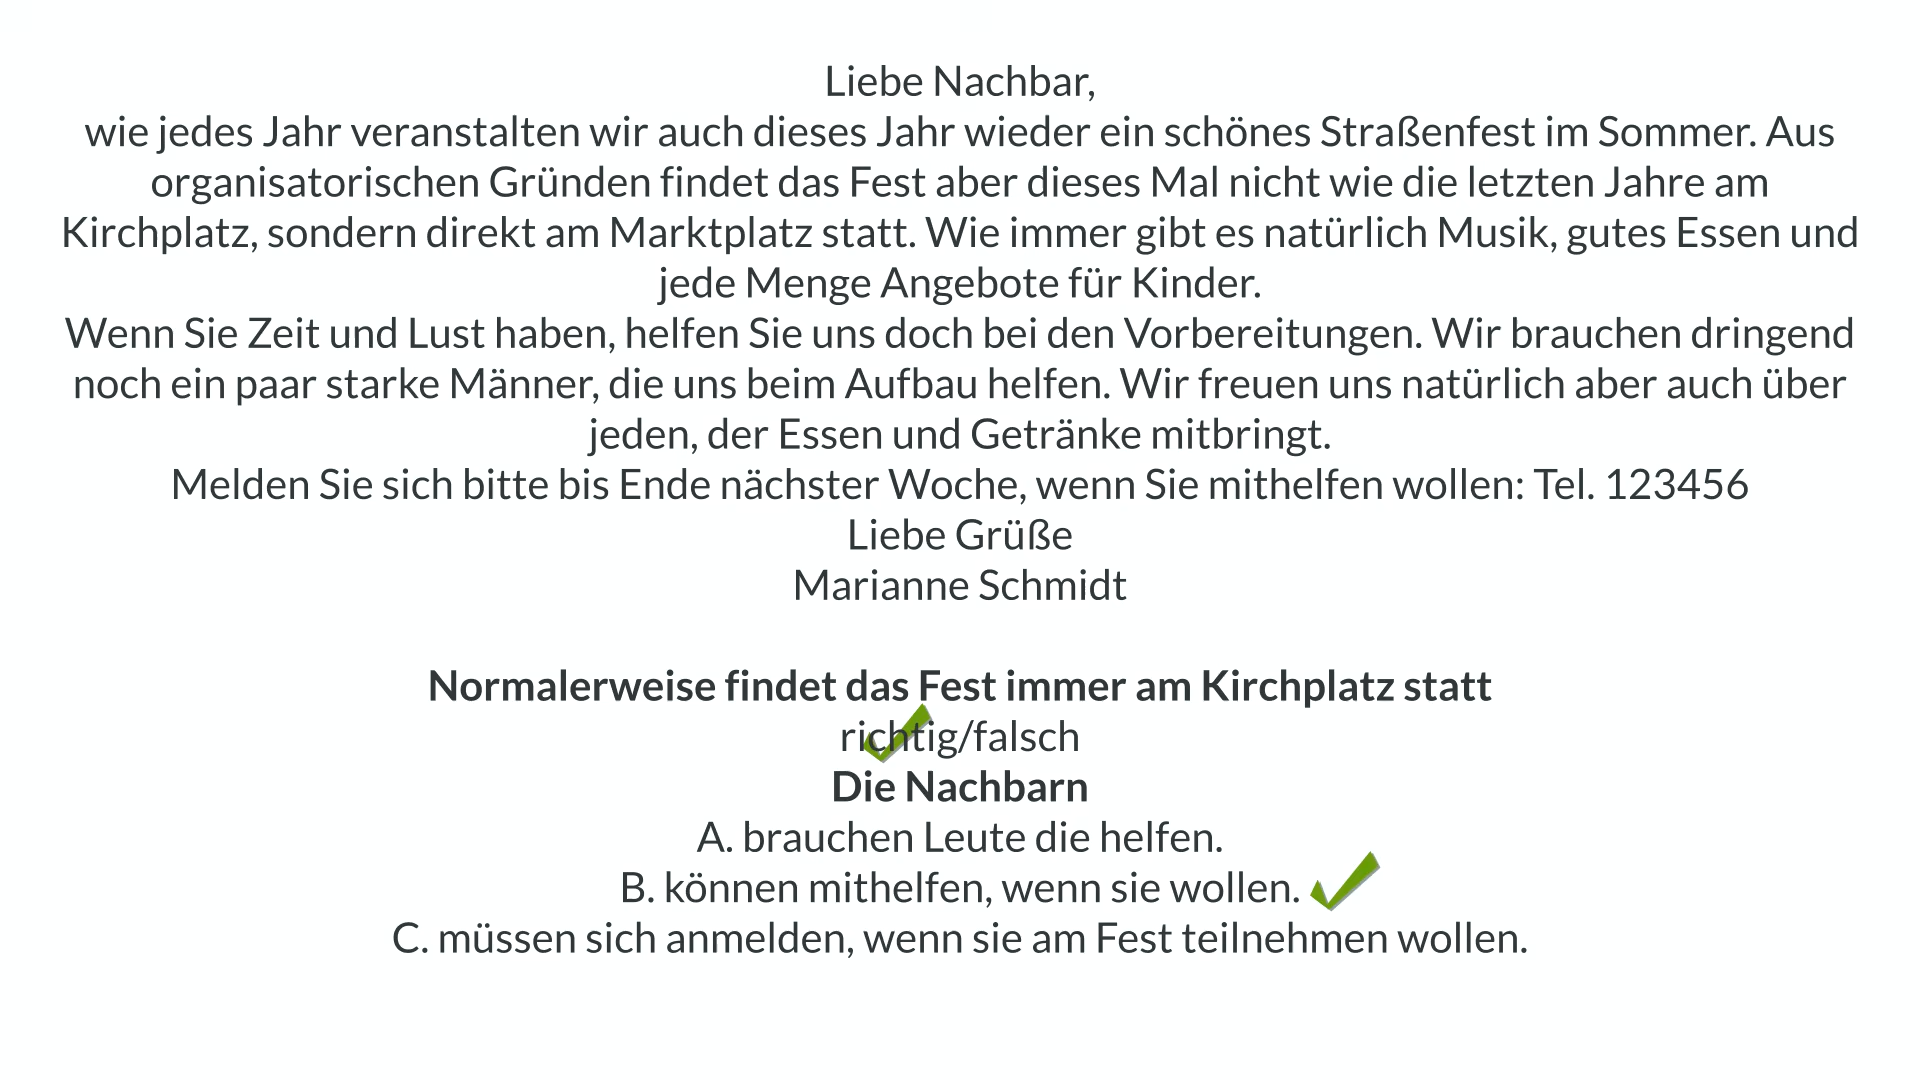 Liebe Nachbar,
wie jedes Jahr veranstalten wir auch dieses Jahr wieder ein schönes Straßenfest im Sommer. Aus
organisatorischen Gründen findet das Fest aber dieses Mal nicht wie die letzten Jahre am
Kirchplatz, sondern direkt am Marktplatz statt. Wie immer gibt es natürlich Musik, gutes Essen und
jede Menge Angebote für Kinder.
Wenn Sie Zeit und Lust haben, helfen Sie uns doch bei den Vorbereitungen. Wir brauchen dringend
noch ein paar starke Männer, die uns beim Aufbau helfen. Wir freuen uns natürlich aber auch über
jeden, der Essen und Getränke mitbringt.
Melden Sie sich bitte bis Ende nächster Woche, wenn Sie mithelfen wollen: Tel. 123456
Liebe Grüße
Marianne Schmidt
Normalerweise findet das Fest immer am Kirchplatz statt
richtig/falsch
Die Nachbarn
A. brauchen Leute die helfen.
B. können mithelfen, wenn sie wollen.
C. müssen sich anmelden, wenn sie am Fest teilnehmen wollen.